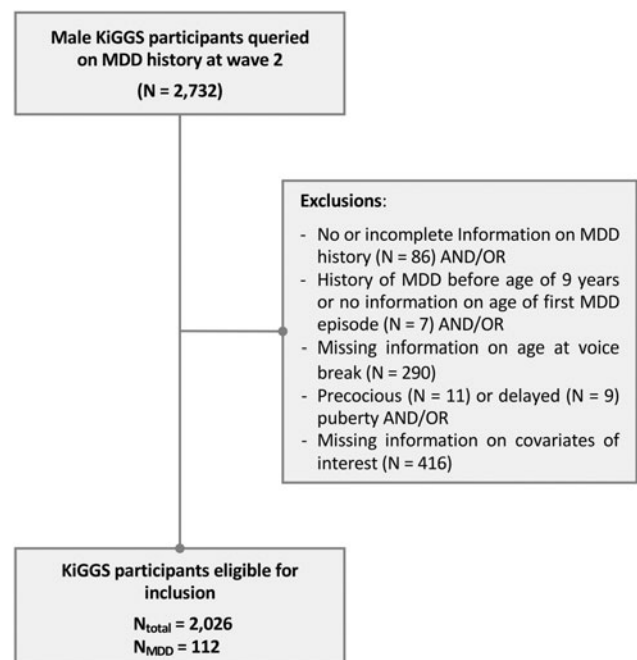 Male KiGGS participants queried
on MDD history at wave 2
(N = 2,732)
Exclusions:
- No or incomplete Information on MDD
history (N = 86) AND/OR
- History of MDD before age of 9 years
or no information on age of first MDD
episode (N = 7) AND/OR
- Missing information on age at voice
break (N = 290)
- Precocious (N = 11) or delayed (N = 9)
puberty AND/OR
- Missing information on covariates of
interest (N = 416)
KiGGS participants eligible for
inclusion
Ntotal = 2,026
NMDD = 112